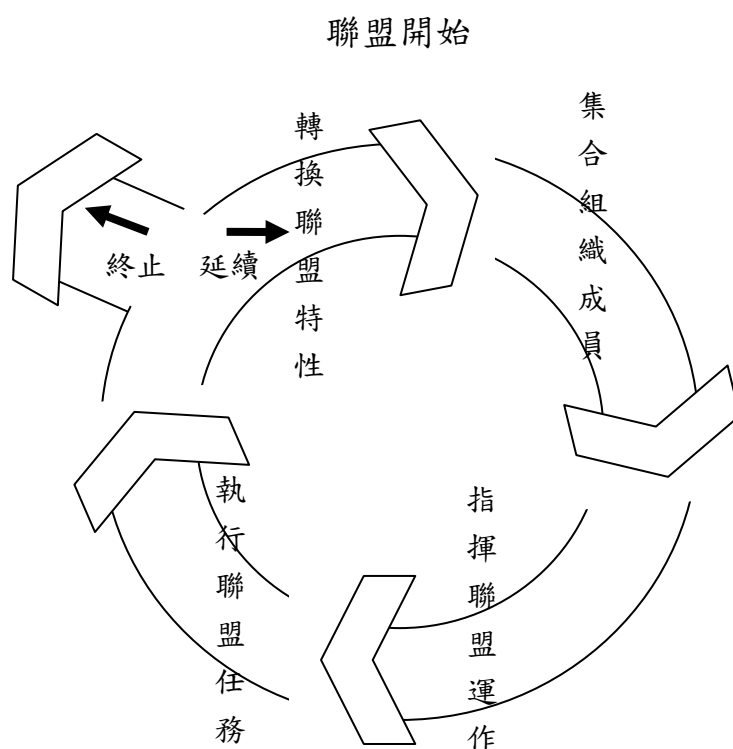 聯盟開始
集合組織成員
指揮聯盟運作
執行聯盟任務
轉換聯盟特性
終止
延續